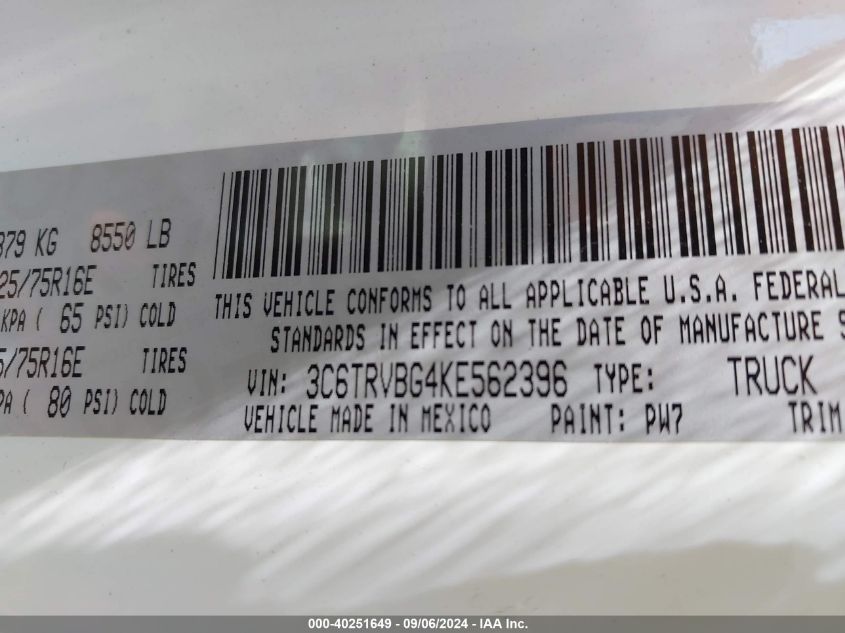 879 KG 8550 LB
25/75R16E TIRES
KPA ( 65 PSI) COLD
5/75R16E TIRES
PA ( 80 PSI) COLD
THIS VEHICLE CONFORMS TO ALL APPLICABLE U.S.A. FEDERAL
STANDARDS IN EFFECT ON THE DATE OF MANUFACTURE S
VIN: 3C6TRVBG4KE562396 TYPE: TRUCK
VEHICLE MADE IN MEXICO PAINT: PW7 TRIM
000-40251649 - 09/06/2024 - IAA Inc.